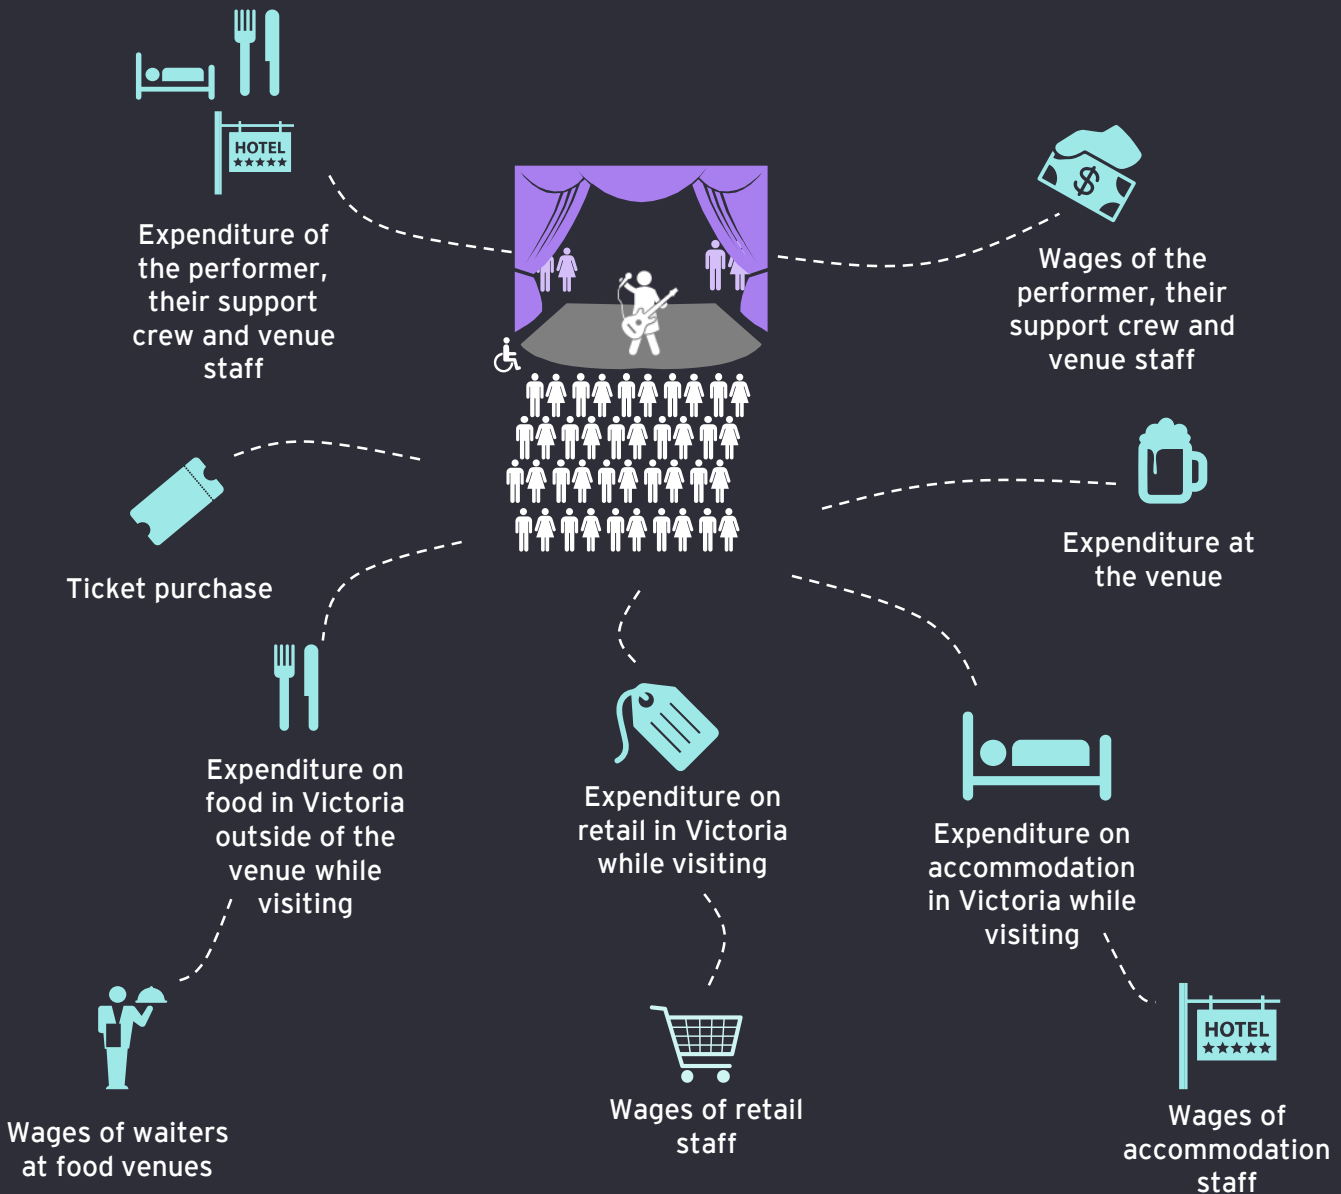 HOTEL
★★★★★
Expenditure of
the performer,
their support
crew and venue
staff
$
Wages of the
performer, their
support crew and
venue staff
Ticket purchase
Expenditure at
the venue
Expenditure on
food in Victoria
outside of the
venue while
visiting
Expenditure on
retail in Victoria
while visiting
Expenditure on
accommodation
in Victoria while
visiting
Wages of waiters
at food venues
Wages of retail
staff
HOTEL
★★★★★
Wages of
accommodation
staff